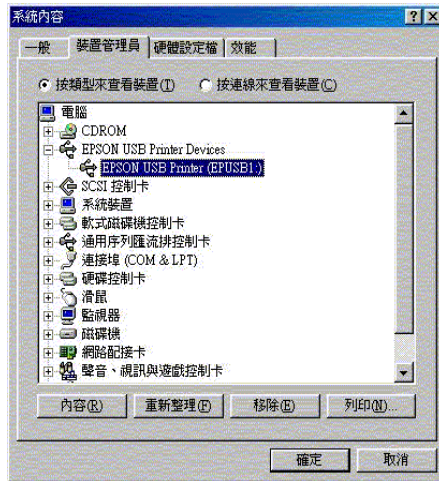 系統內容
一般 裝置管理員 硬體設定檔 效能
按類型來查看裝置(T) 按連線來查看裝置(C)
電腦
CDROM
EPSON USB Printer Devices
EPSON USB Printer (EPUSB1:)
SCSI 控制卡
系統裝置
軟式磁碟機控制卡
通用序列匯流排控制卡
連接埠 (COM & LPT)
硬碟控制卡
滑鼠
監視器
磁碟機
網路配接卡
聲音、視訊與遊戲控制卡
內容(R) 重新整理(F) 移除(E) 列印(N)...
確定 取消